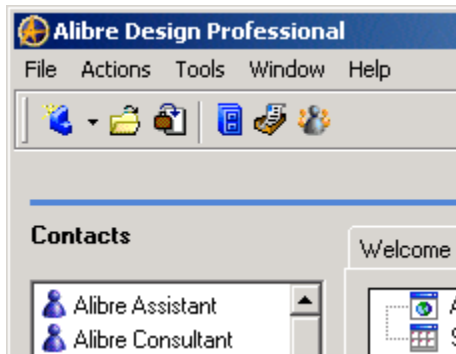 Alibre Design Professional
File Actions Tools Window Help
Contacts
Welcome
Alibre Assistant
Alibre Consultant